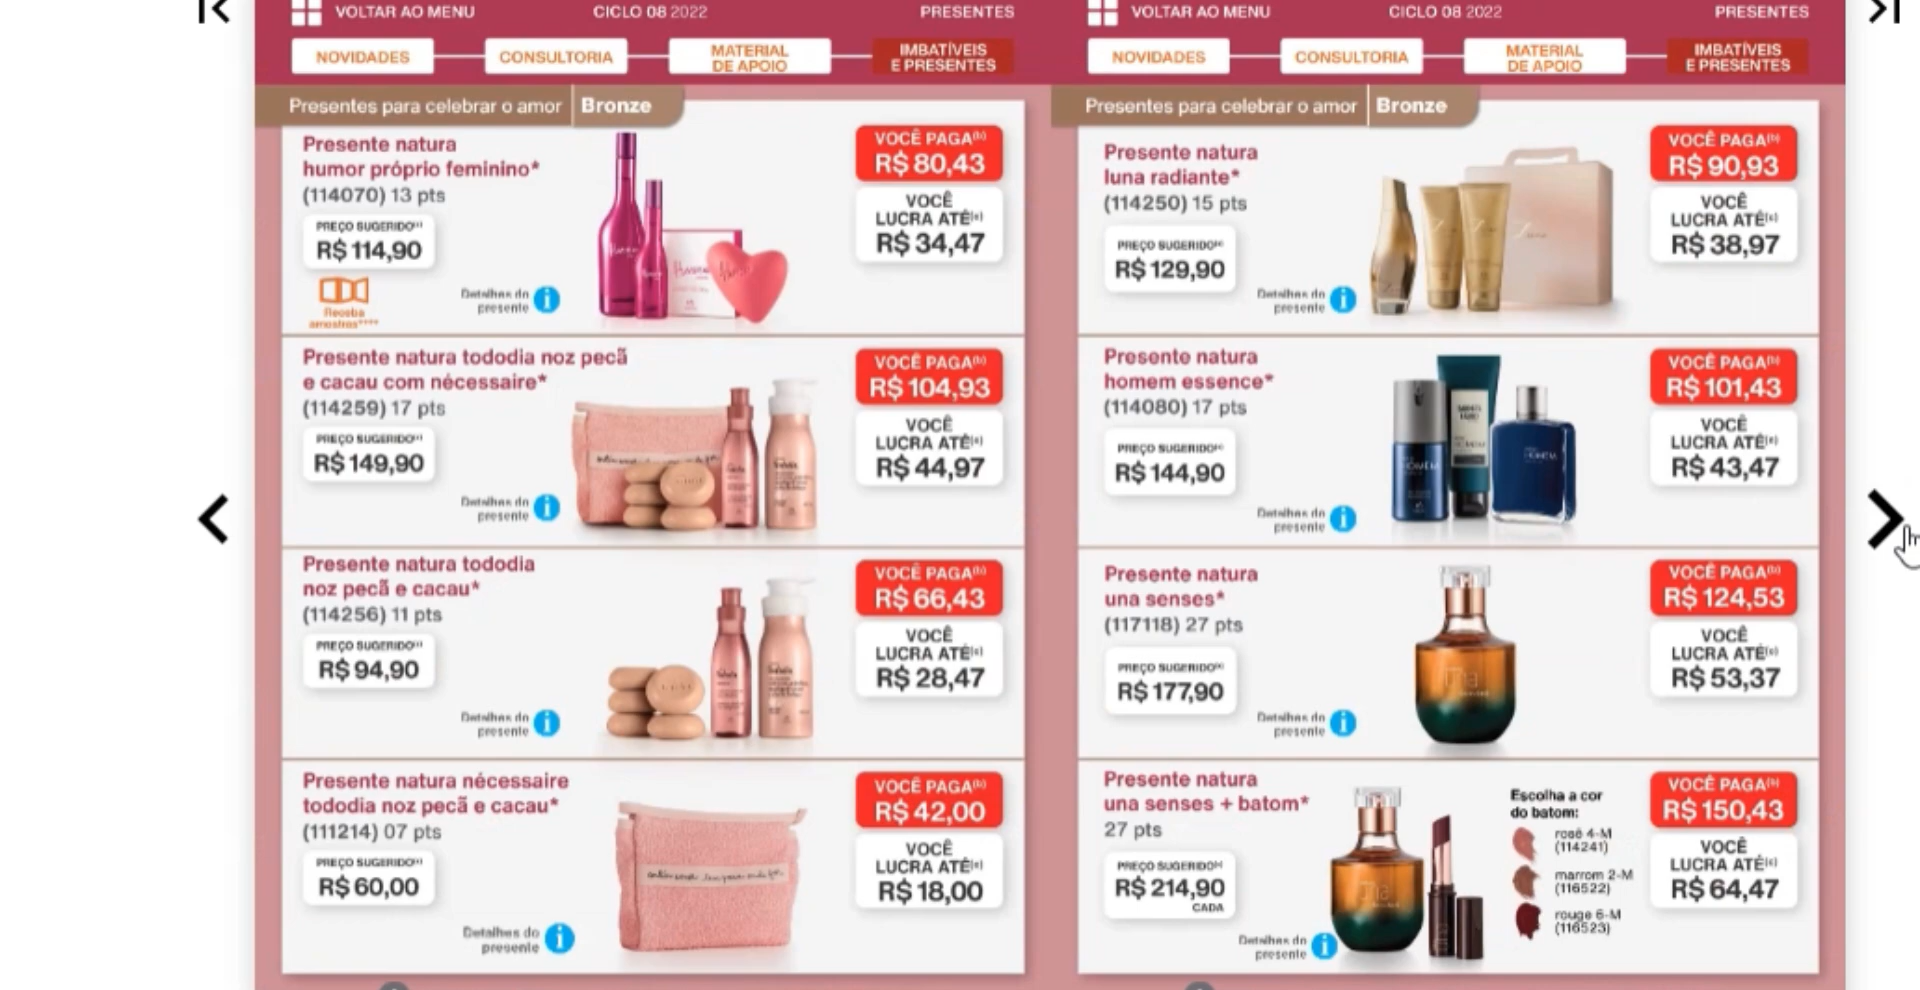 VOLTAR AO MENU
CICLO 08 2022
PRESENTES
NOVIDADES
CONSULTORIA
MATERIAL
DE APOIO
IMBATÍVEIS
E PRESENTES
Presentes para celebrar o amor Bronze
Presente natura
humor próprio feminino*
(114070) 13 pts
PREÇO SUGERIDO
R$ 114,90
Receba
amostras****
Detalhes do
presente
VOCÊ PAGA
R$ 80,43
VOCÊ
LUCRA ATÉ
R$ 34,47
Presente natura tododia noz pecã
e cacau com nécessaire*
(114259) 17 pts
PREÇO SUGERIDO
R$ 149,90
Detalhes do
presente
VOCÊ PAGA
R$ 104,93
VOCÊ
LUCRA ATÉ
R$ 44,97
Presente natura tododia
noz pecã e cacau*
(114256) 11 pts
PREÇO SUGERIDO
R$ 94,90
Detalhes do
presente
VOCÊ PAGA
R$ 66,43
VOCÊ
LUCRA ATÉ
R$ 28,47
Presente natura nécessaire
tododia noz pecã e cacau*
(111214) 07 pts
PREÇO SUGERIDO
R$ 60,00
Detalhes do
presente
VOCÊ PAGA
R$ 42,00
VOCÊ
LUCRA ATÉ
R$ 18,00
VOLTAR AO MENU
CICLO 08 2022
PRESENTES
NOVIDADES
CONSULTORIA
MATERIAL
DE APOIO
IMBATÍVEIS
E PRESENTES
Presentes para celebrar o amor Bronze
Presente natura
luna radiante*
(114250) 15 pts
PREÇO SUGERIDO
R$ 129,90
Detalhes do
presente
VOCÊ PAGA
R$ 90,93
VOCÊ
LUCRA ATÉ
R$ 38,97
Presente natura
homem essence*
(114080) 17 pts
PREÇO SUGERIDO
R$ 144,90
HOMEM
HOMEM
Detalhes do
presente
VOCÊ PAGA
R$ 101,43
VOCÊ
LUCRA ATÉ
R$ 43,47
Presente natura
una senses*
(117118) 27 pts
PREÇO SUGERIDO
R$ 177,90
Detalhes do
presente
VOCÊ PAGA
R$ 124,53
VOCÊ
LUCRA ATÉ
R$ 53,37
Presente natura
una senses + batom*
27 pts
PREÇO SUGERIDO
R$ 214,90
CADA
Detalhes do
presente
Escolha a cor
do batom:
rosê 4-M
(114241)
marrom 2-M
(116522)
rouge 6-M
(116523)
VOCÊ PAGA
R$ 150,43
VOCÊ
LUCRA ATÉ
R$ 64,47